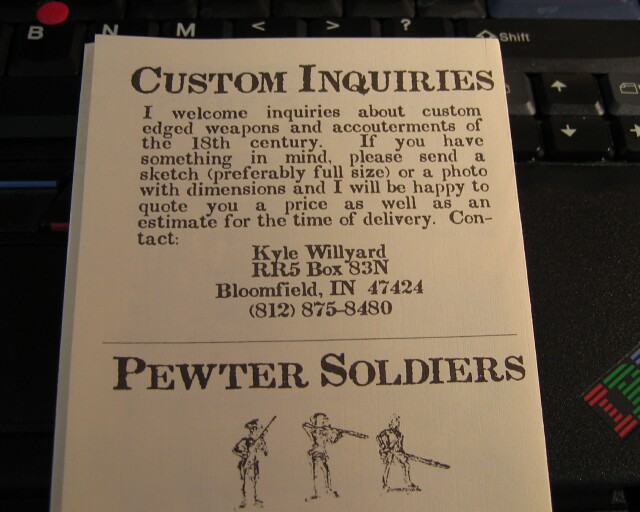 B N M < > ?
Shift
CUSTOM INQUIRIES
I welcome inquiries about custom
edged weapons and accouterments of
the 18th century. If you have
something in mind, please send a
sketch (preferably full size) or a photo
with dimensions and I will be happy to
quote you a price as well as an
estimate for the time of delivery. Con-
tact:
Kyle Willyard
RR5 Box 83N
Bloomfield, IN 47424
(812) 875-8480
PEWTER SOLDIERS